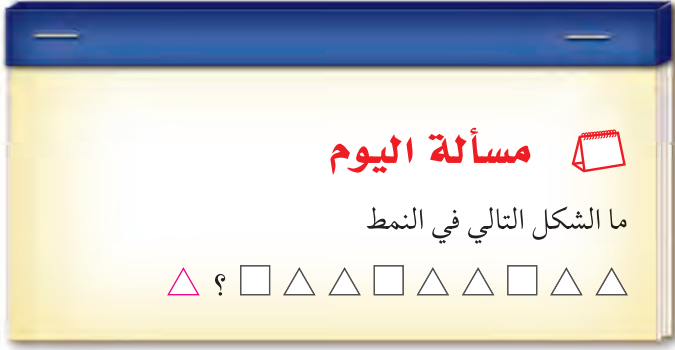 مسألة اليوم
ما الشكل التالي في النمط
△ △ □ △ △ □ △ △ □ ؟ △